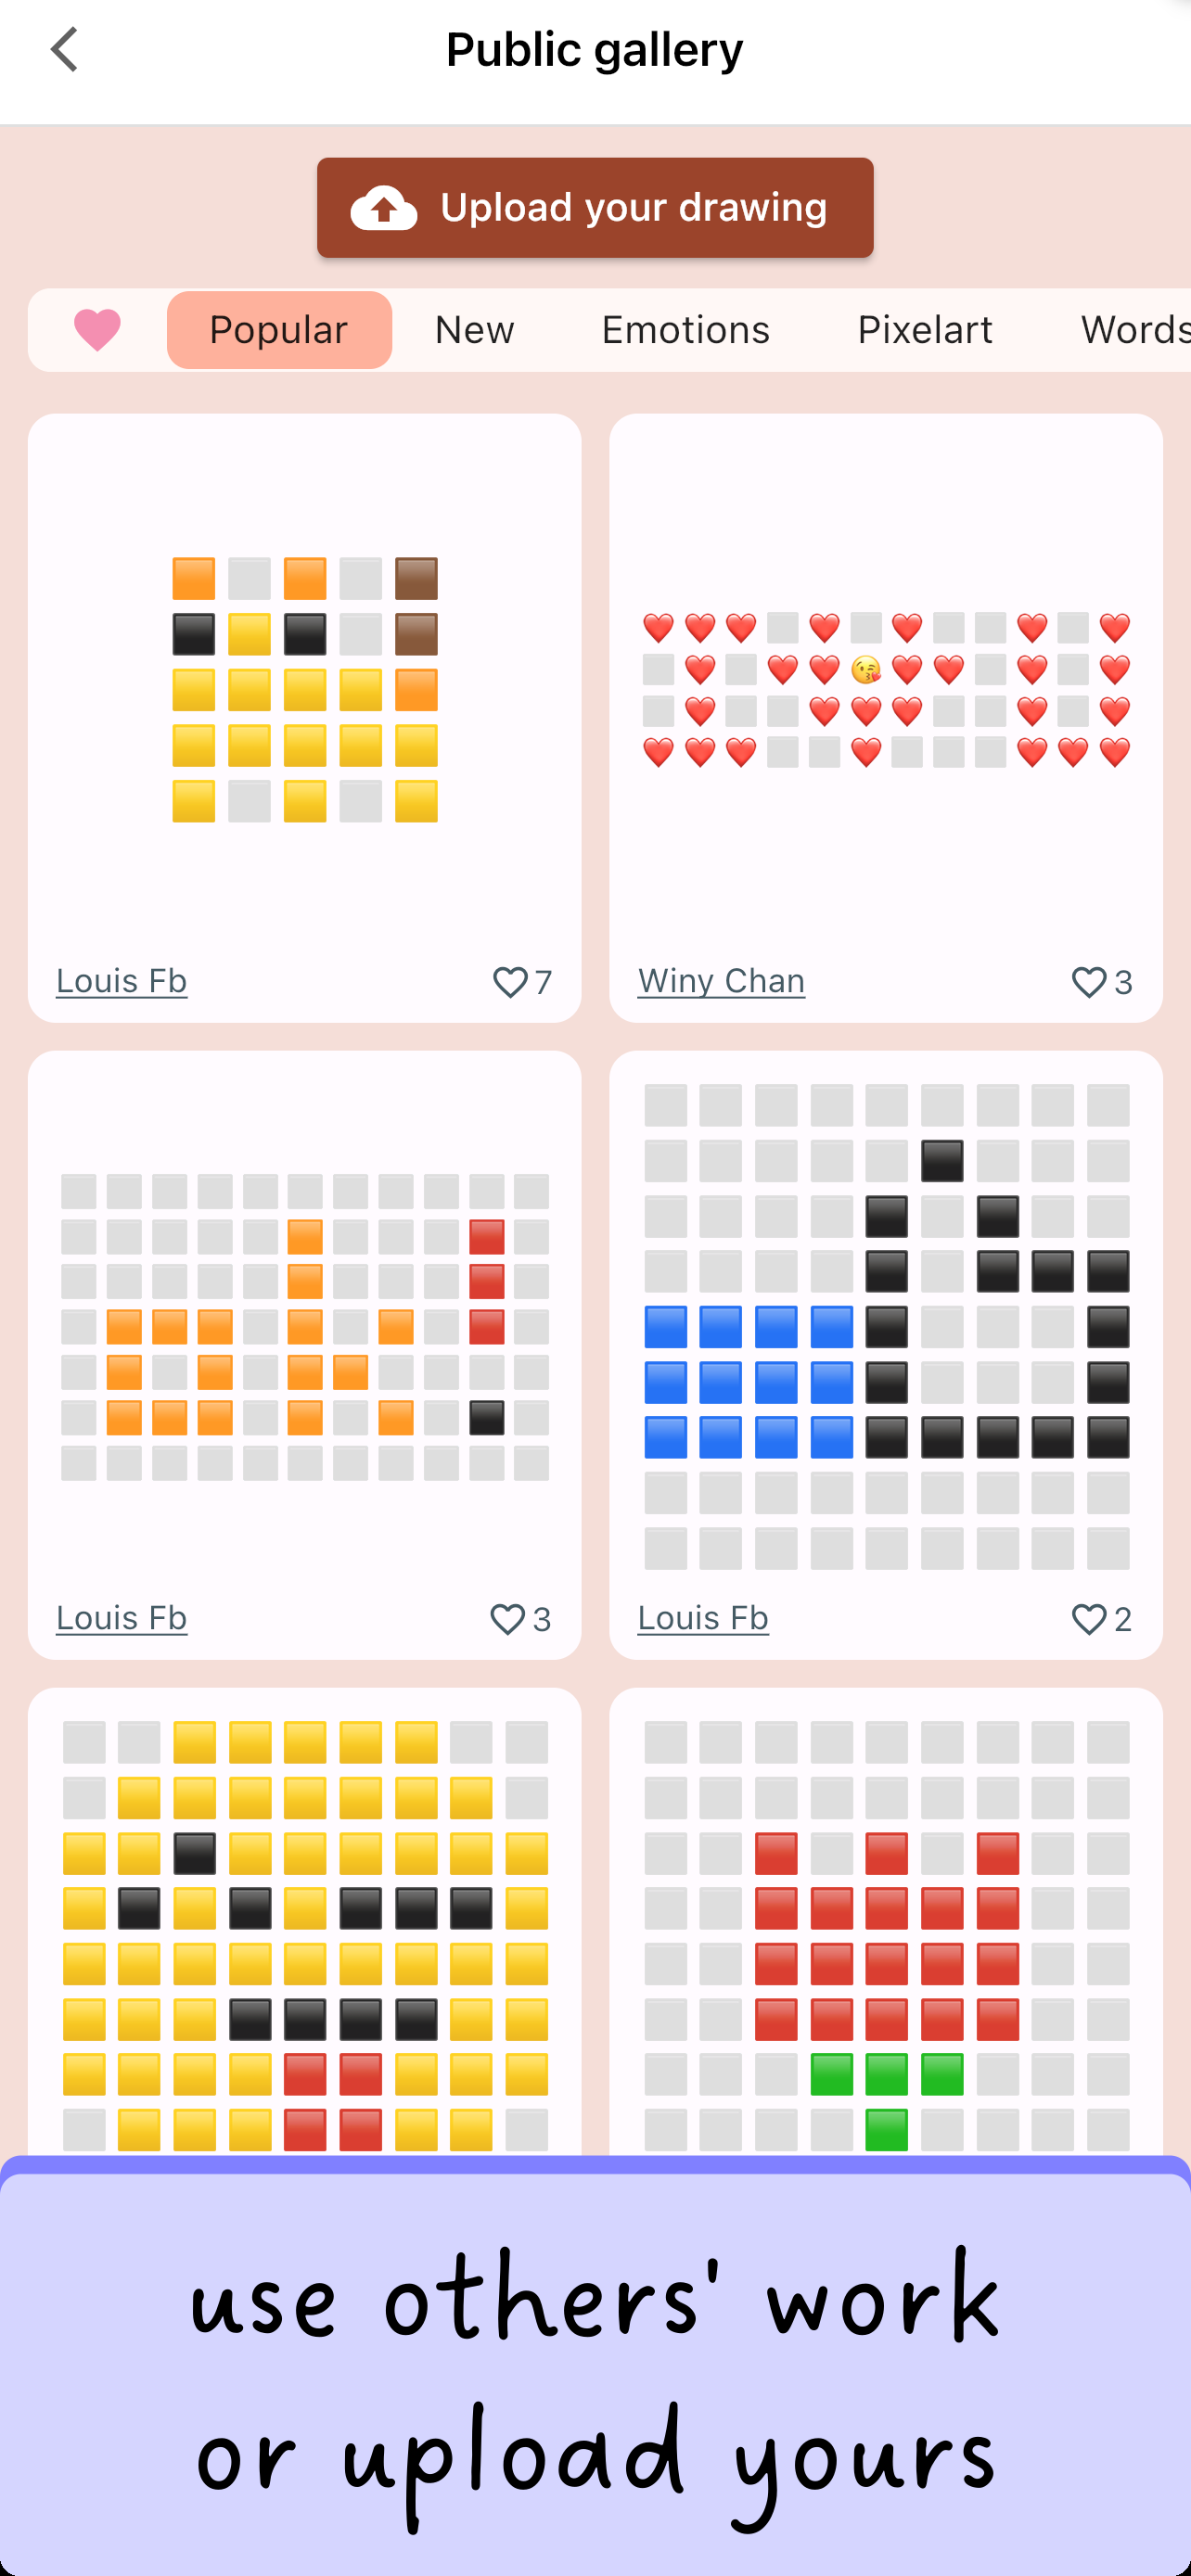 Public gallery
Upload your drawing
Popular New Emotions Pixelart Words
Louis Fb 7
Winy Chan 3
ok!
Louis Fb 3
Louis Fb 2
use others' work
or upload yours